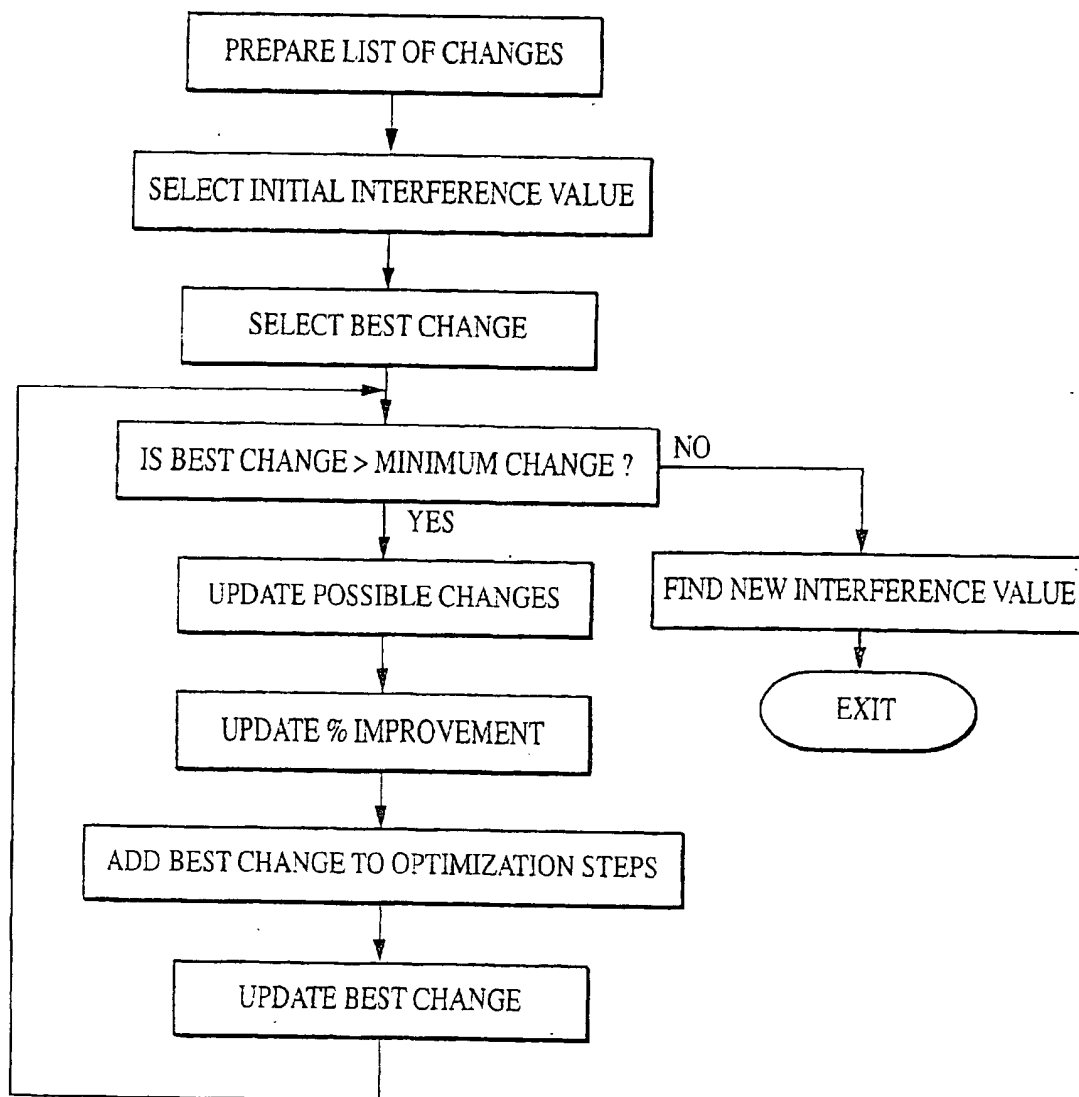 PREPARE LIST OF CHANGES
SELECT INITIAL INTERFERENCE VALUE
SELECT BEST CHANGE
IS BEST CHANGE > MINIMUM CHANGE ?
NO
YES
UPDATE POSSIBLE CHANGES
FIND NEW INTERFERENCE VALUE
UPDATE % IMPROVEMENT
EXIT
ADD BEST CHANGE TO OPTIMIZATION STEPS
UPDATE BEST CHANGE